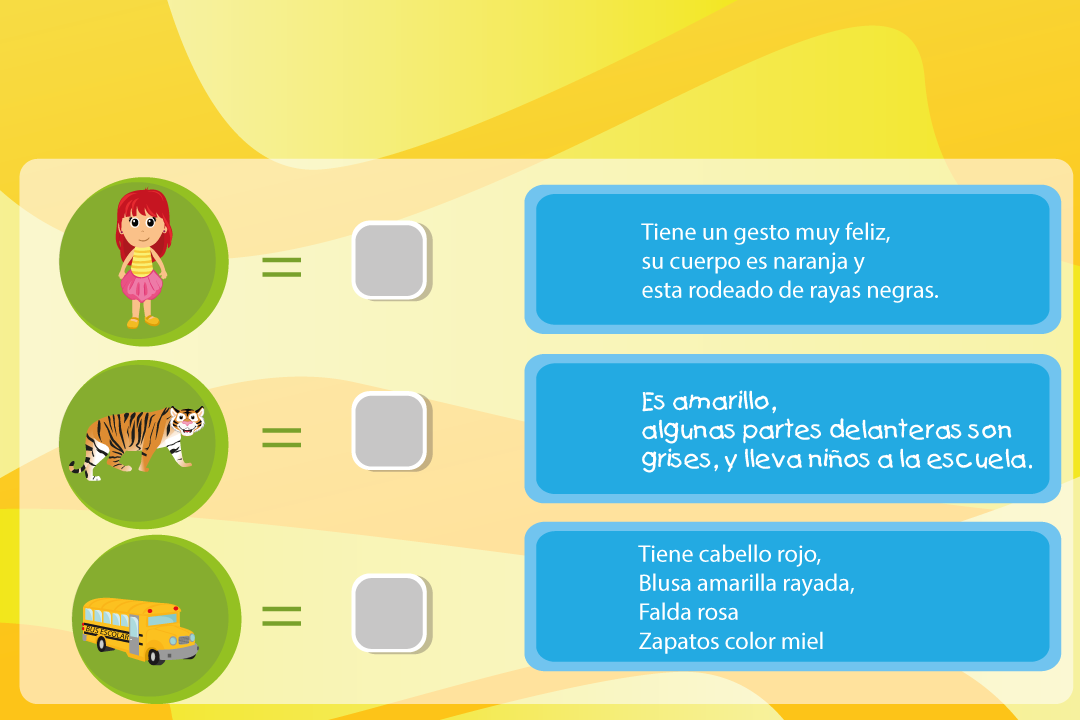 Tiene un gesto muy feliz,
su cuerpo es naranja y
esta rodeado de rayas negras.
Es amarillo,
algunas partes delanteras son
grises, y lleva niños a la escuela.
BUS ESCOLAR
Tiene cabello rojo,
Blusa amarilla rayada,
Falda rosa
Zapatos color miel